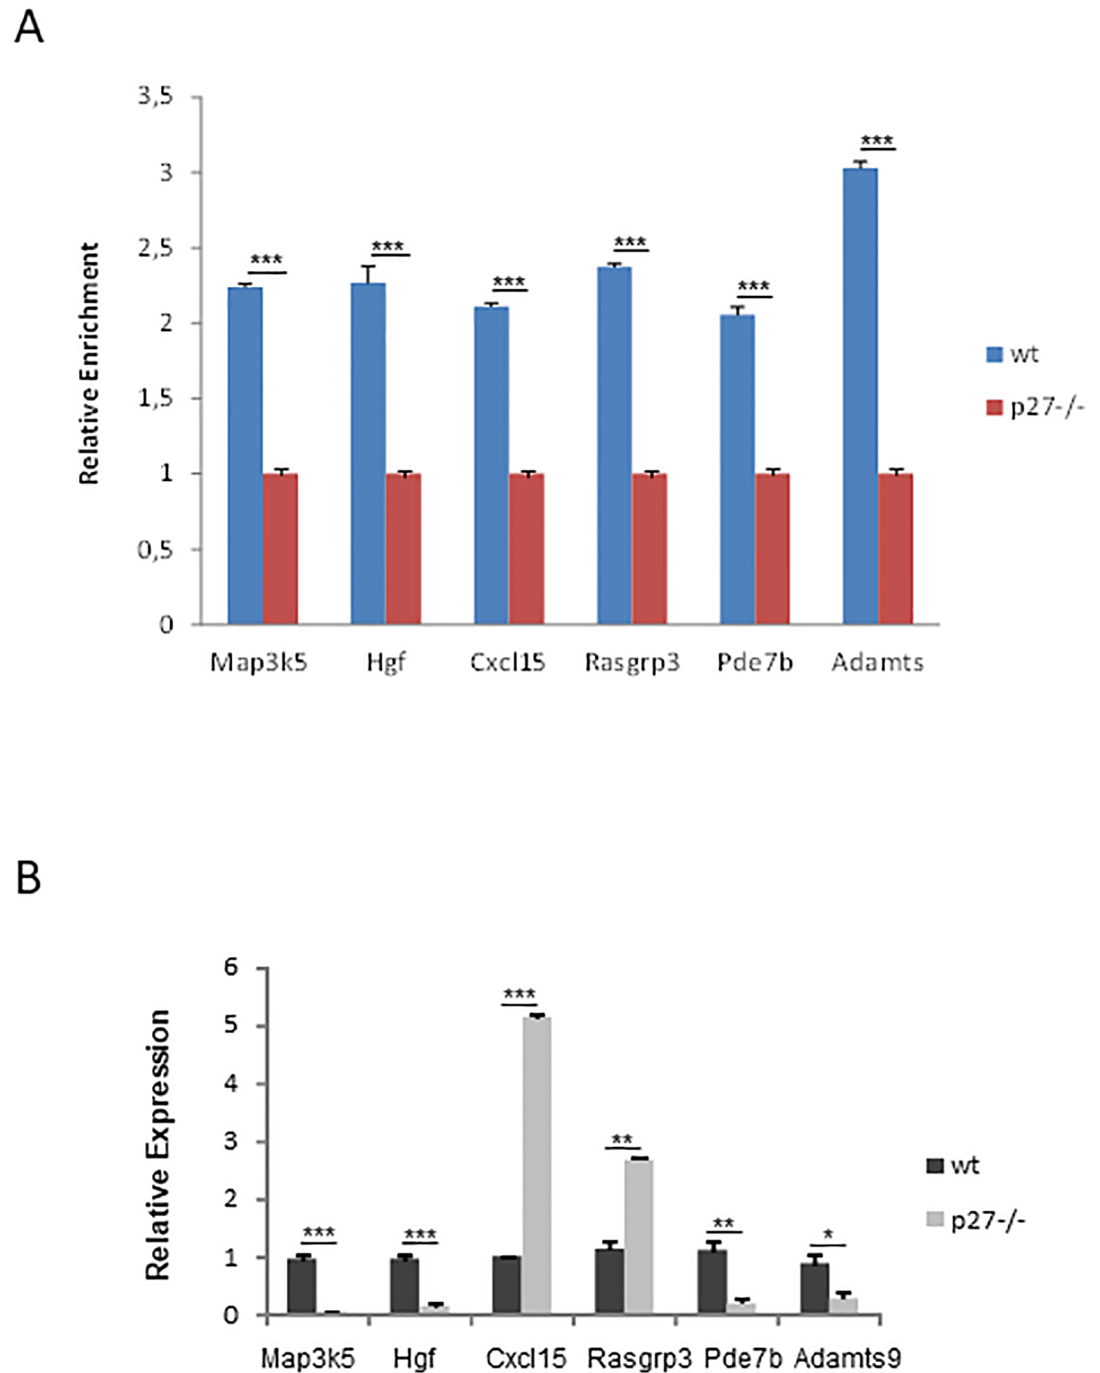 A
3,5
3
2,5
2
1,5
1
0,5
0
Relative Enrichment
*** *** *** *** *** ***
Map3k5 Hgf Cxcl15 Rasgrp3 Pde7b Adamts
wt
p27-/-
B
6
5
4
3
2
1
0
Relative Expression
*** *** *** ** ** *
Map3k5 Hgf Cxcl15 Rasgrp3 Pde7b Adamts9
wt
p27-/-